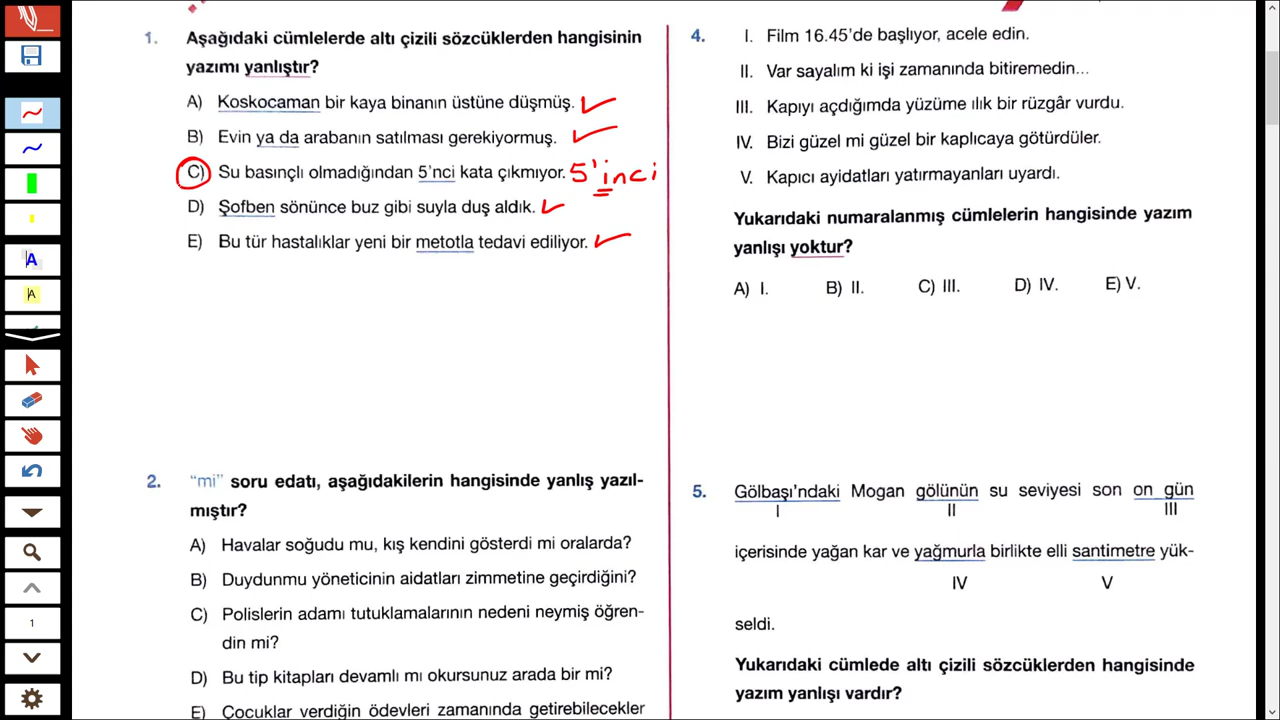 1. Aşağıdaki cümlelerde altı çizili sözcüklerden hangisinin
yazımı yanlıştır?
A) Koskocaman bir kaya binanın üstüne düşmüş.
B) Evin ya da arabanın satılması gerekiyormuş.
C) Su basınçlı olmadığından 5'nci kata çıkmıyor. 5'inci
D) Şofben sönünce buz gibi suyla duş aldık.
E) Bu tür hastalıklar yeni bir metotla tedavi ediliyor.
2. "mi" soru edatı, aşağıdakilerin hangisinde yanlış yazıl-
mıştır?
A) Havalar soğudu mu, kış kendini gösterdi mi oralarda?
B) Duydunmu yöneticinin aidatları zimmetine geçirdiğini?
C) Polislerin adamı tutuklamalarının nedeni neymiş öğren-
din mi?
D) Bu tip kitapları devamlı mı okursunuz arada bir mi?
E) Çocuklar verdiğin ödevleri zamanında getirebilecekler
4. I. Film 16.45'de başlıyor, acele edin.
II. Var sayalım ki işi zamanında bitiremedin...
III. Kapıyı açdığımda yüzüme ılık bir rüzgâr vurdu.
IV. Bizi güzel mi güzel bir kaplıcaya götürdüler.
V. Kapıcı ayidatları yatırmayanları uyardı.
Yukarıdaki numaralanmış cümlelerin hangisinde yazım
yanlışı yoktur?
A) I. B) II. C) III. D) IV. E) V.
5. Gölbaşı'ndaki Mogan gölünün su seviyesi son on gün
I II III
içerisinde yağan kar ve yağmurla birlikte elli santimetre yük-
IV V
seldi.
Yukarıdaki cümlede altı çizili sözcüklerden hangisinde
yazım yanlışı vardır?
A
A
1